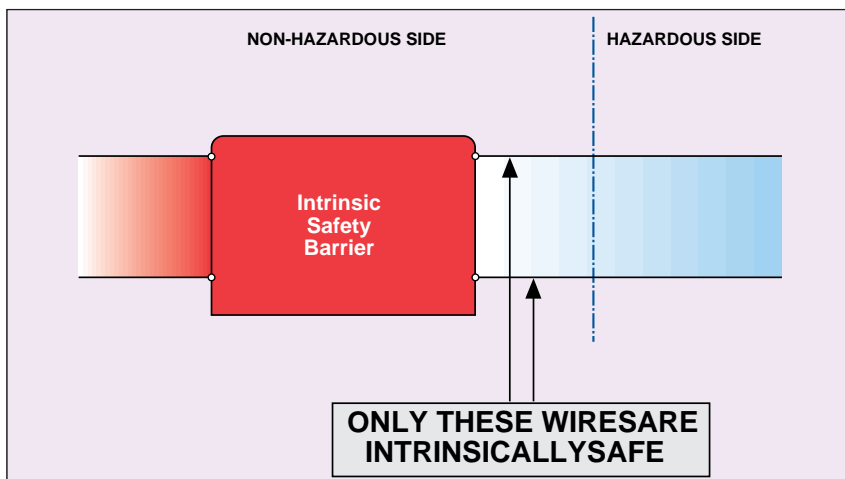 NON-HAZARDOUS SIDE
HAZARDOUS SIDE
Intrinsic
Safety
Barrier
ONLY THESE WIRESARE
INTRINSICALLYSAFE